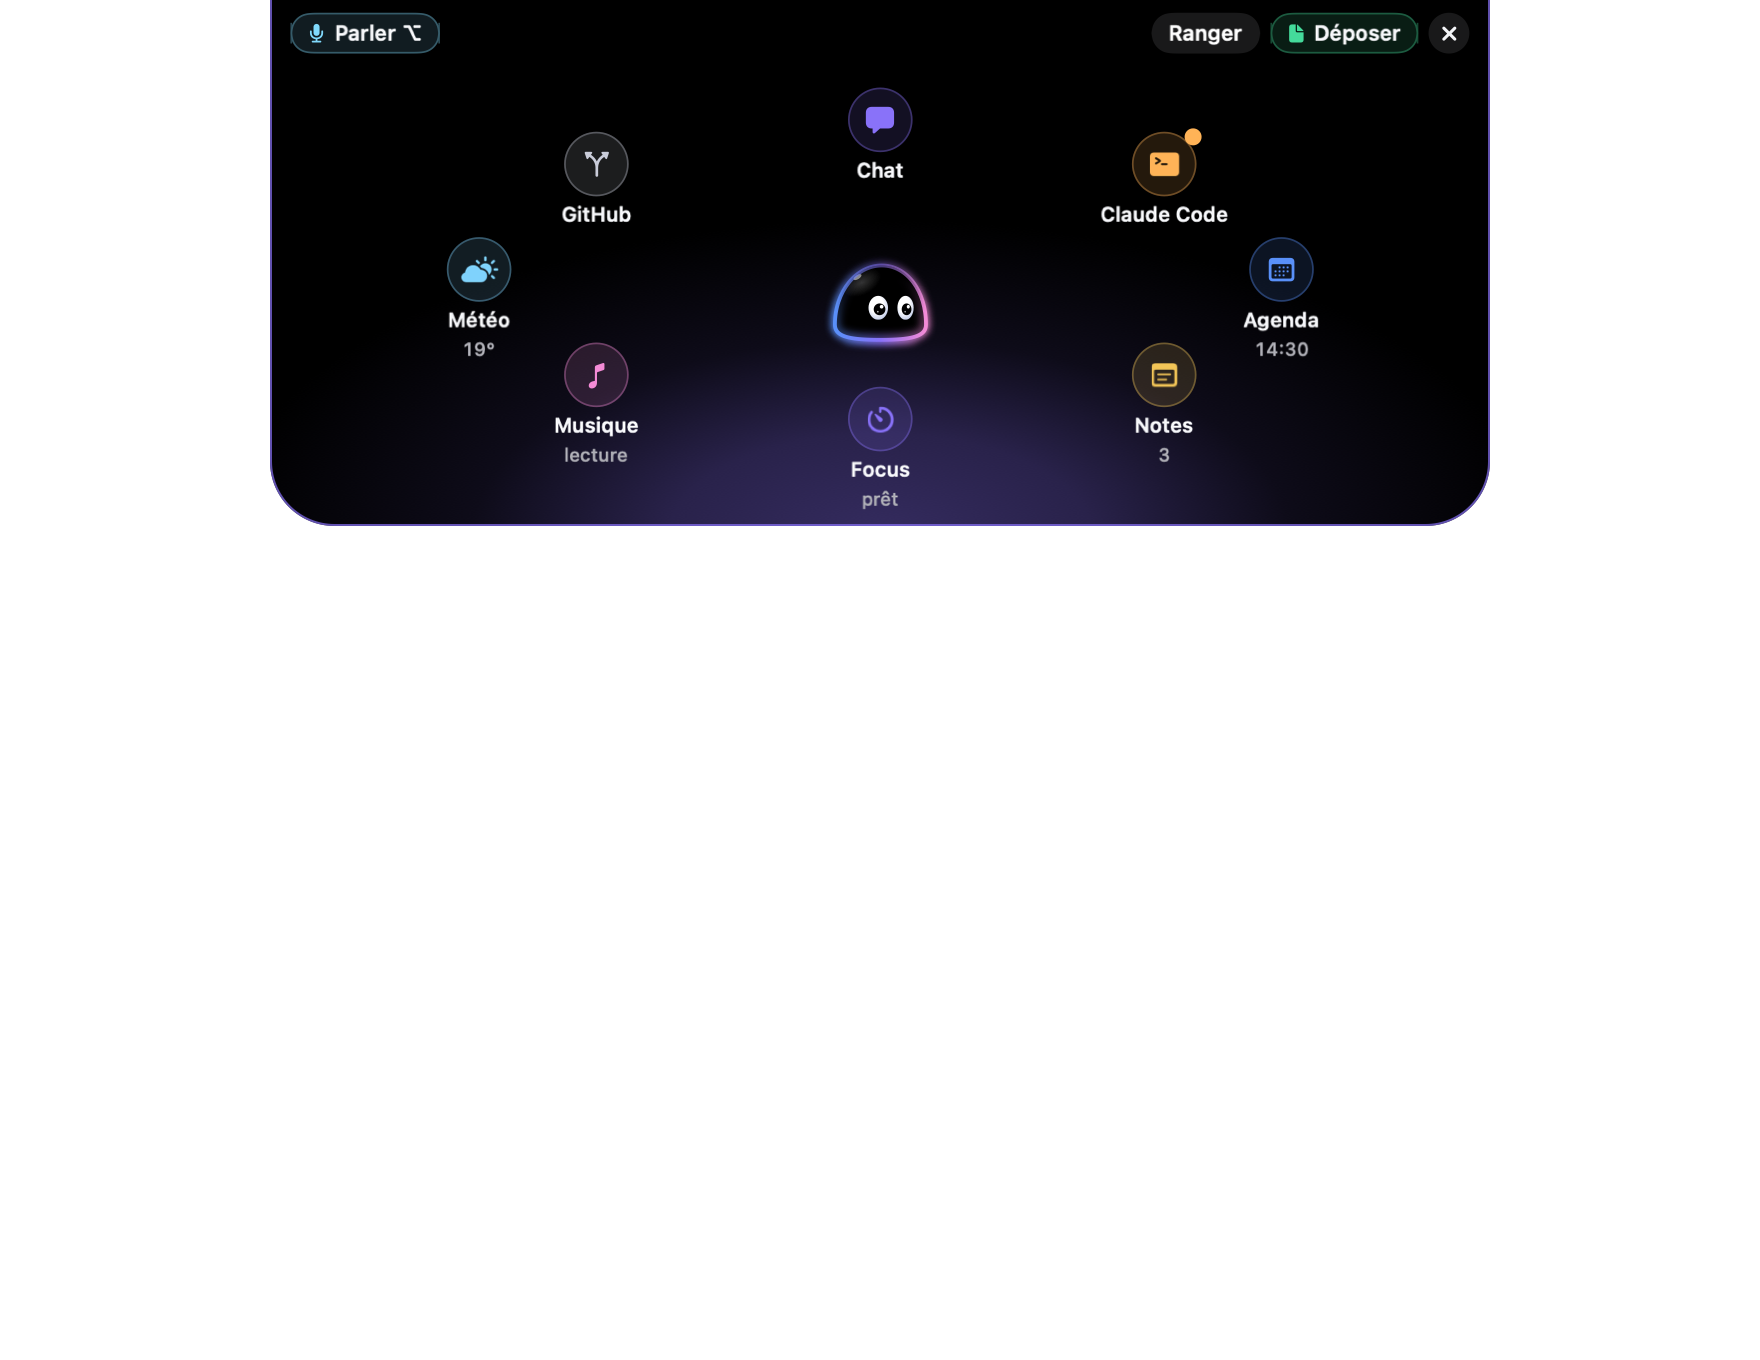 Parler ⌥
Ranger
Déposer
Chat
GitHub
Claude Code
Météo
19°
Agenda
14:30
Musique
lecture
Notes
3
Focus
prêt